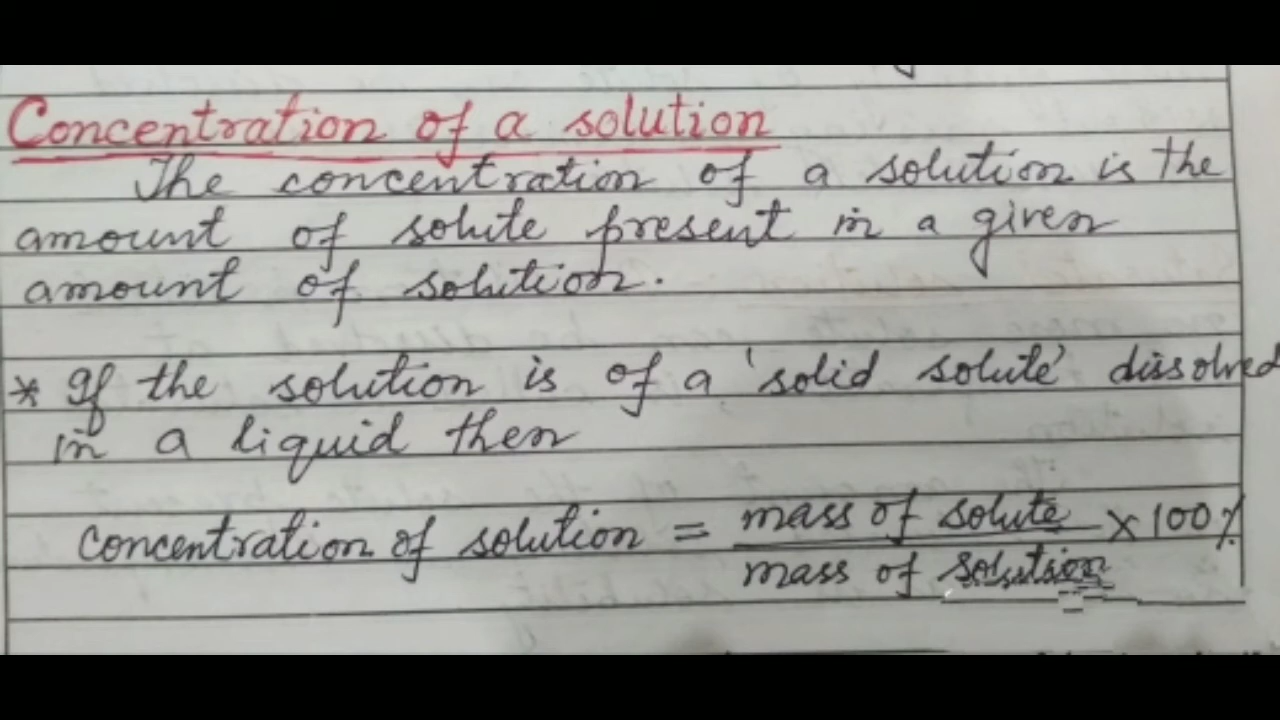 Concentration of a solution
The concentration of a solution is the
amount of solute present in a given
amount of solution.
* If the solution is of a 'solid solute' dissolved
in a liquid then
Concentration of solution = mass of solute × 100%
mass of solution